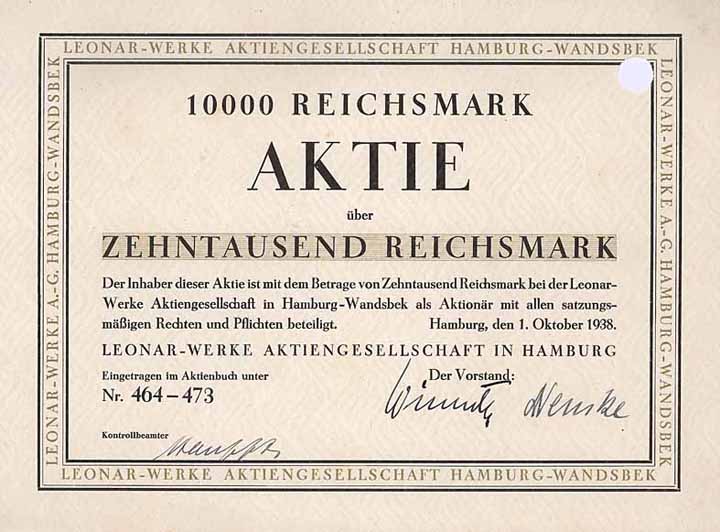 LEONAR-WERKE AKTIENGESELLSCHAFT HAMBURG-WANDSBEK
LEONAR-WERKE A.-G. HAMBURG-WANDSBEK
LEONAR-WERKE A.-G. HAMBURG-WANDSBEK
10000 REICHSMARK
AKTIE
über
ZEHNTAUSEND REICHSMARK
Der Inhaber dieser Aktie ist mit dem Betrage von Zehntausend Reichsmark bei der Leonar-
Werke Aktiengesellschaft in Hamburg-Wandsbek als Aktionär mit allen satzungs-
mäßigen Rechten und Pflichten beteiligt. Hamburg, den 1. Oktober 1938.
LEONAR-WERKE AKTIENGESELLSCHAFT IN HAMBURG
Eingetragen im Aktienbuch unter
Nr. 464–473
Der Vorstand:
Kontrollbeamter
LEONAR-WERKE AKTIENGESELLSCHAFT HAMBURG-WANDSBEK